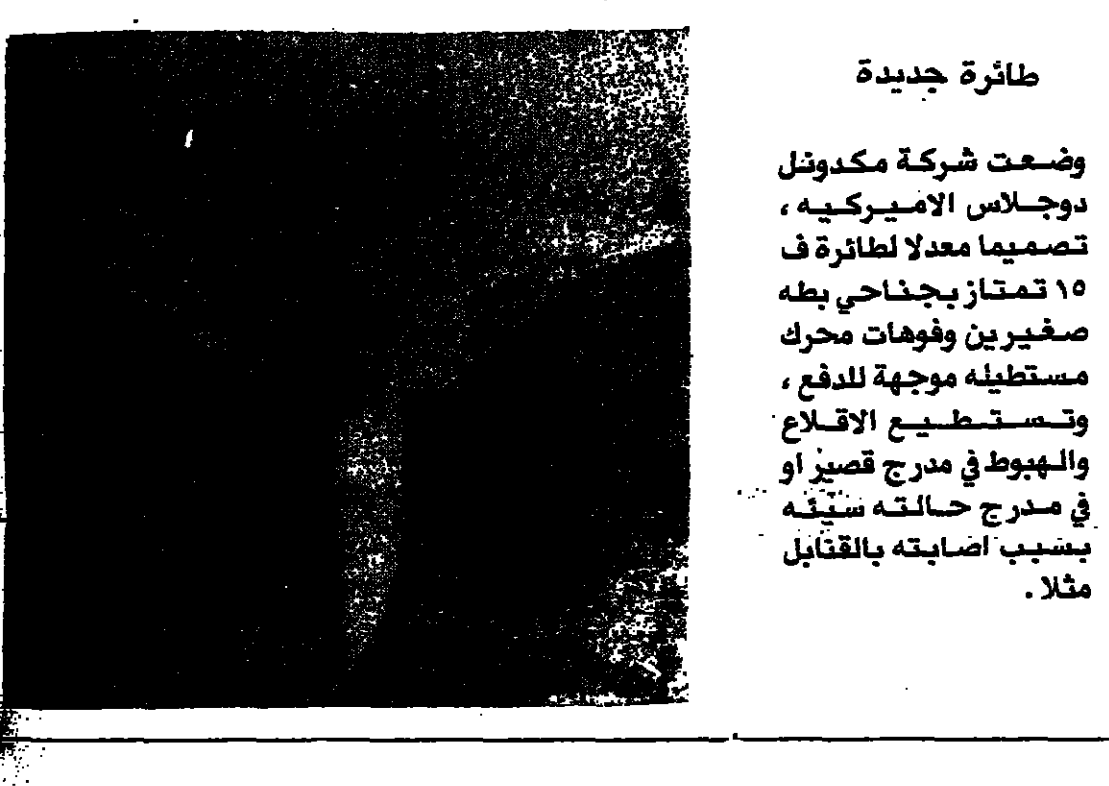 طائرة جديدة
وضعت شركة مكدونل
دوجلاس الاميركيه ،
تصميما معدلا لطائرة ف
١٥ تمتاز بجناحي بطه
صغيرين وفوهات محرك
مستطيله موجهة للدفع ،
وتستطيع الاقلاع
والهبوط في مدرج قصير او
في مدرج حالته سيئه
بسبب اصابته بالقنابل
مثلا .